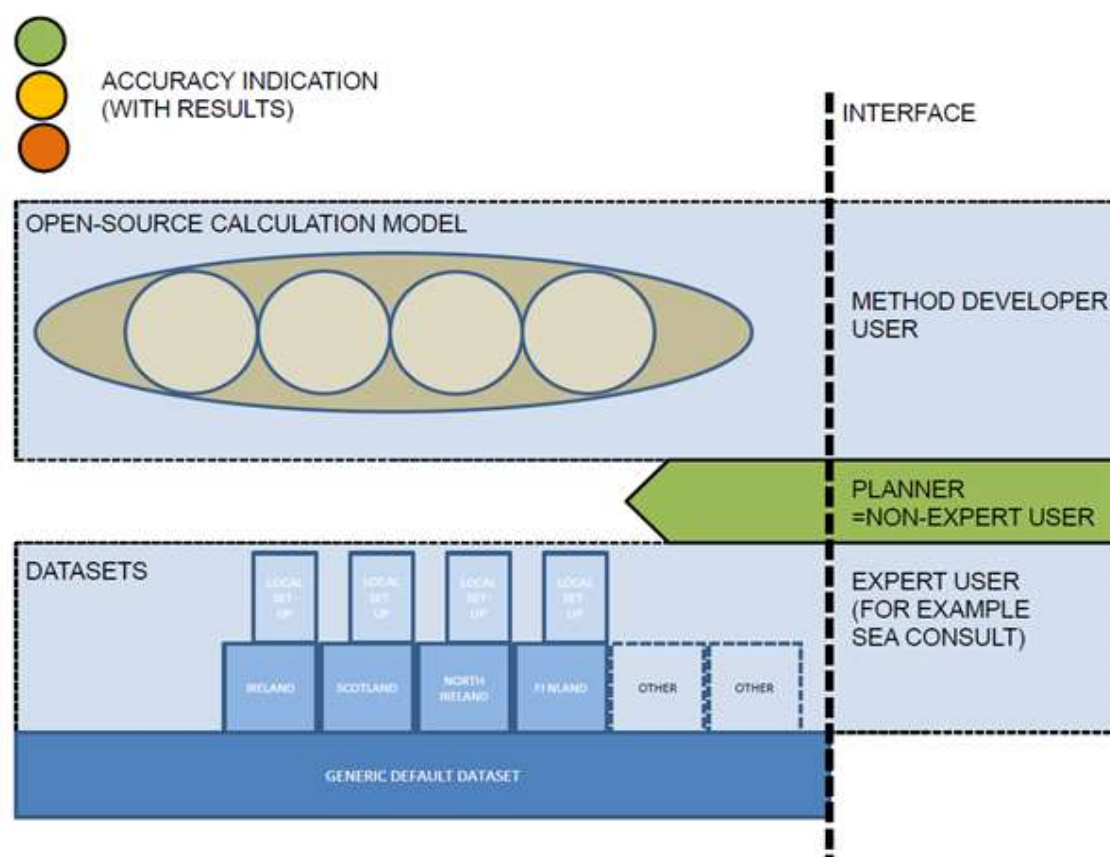 ACCURACY INDICATION
(WITH RESULTS)
INTERFACE
OPEN-SOURCE CALCULATION MODEL
METHOD DEVELOPER
USER
PLANNER
=NON-EXPERT USER
DATASETS
EXPERT USER
(FOR EXAMPLE
SEA CONSULT)
LOCAL
SET-
UP
LOCAL
SET-
UP
LOCAL
SET-
UP
LOCAL
SET-
UP
IRELAND
SCOTLAND
NORTH
IRELAND
FINLAND
OTHER
OTHER
GENERIC DEFAULT DATASET